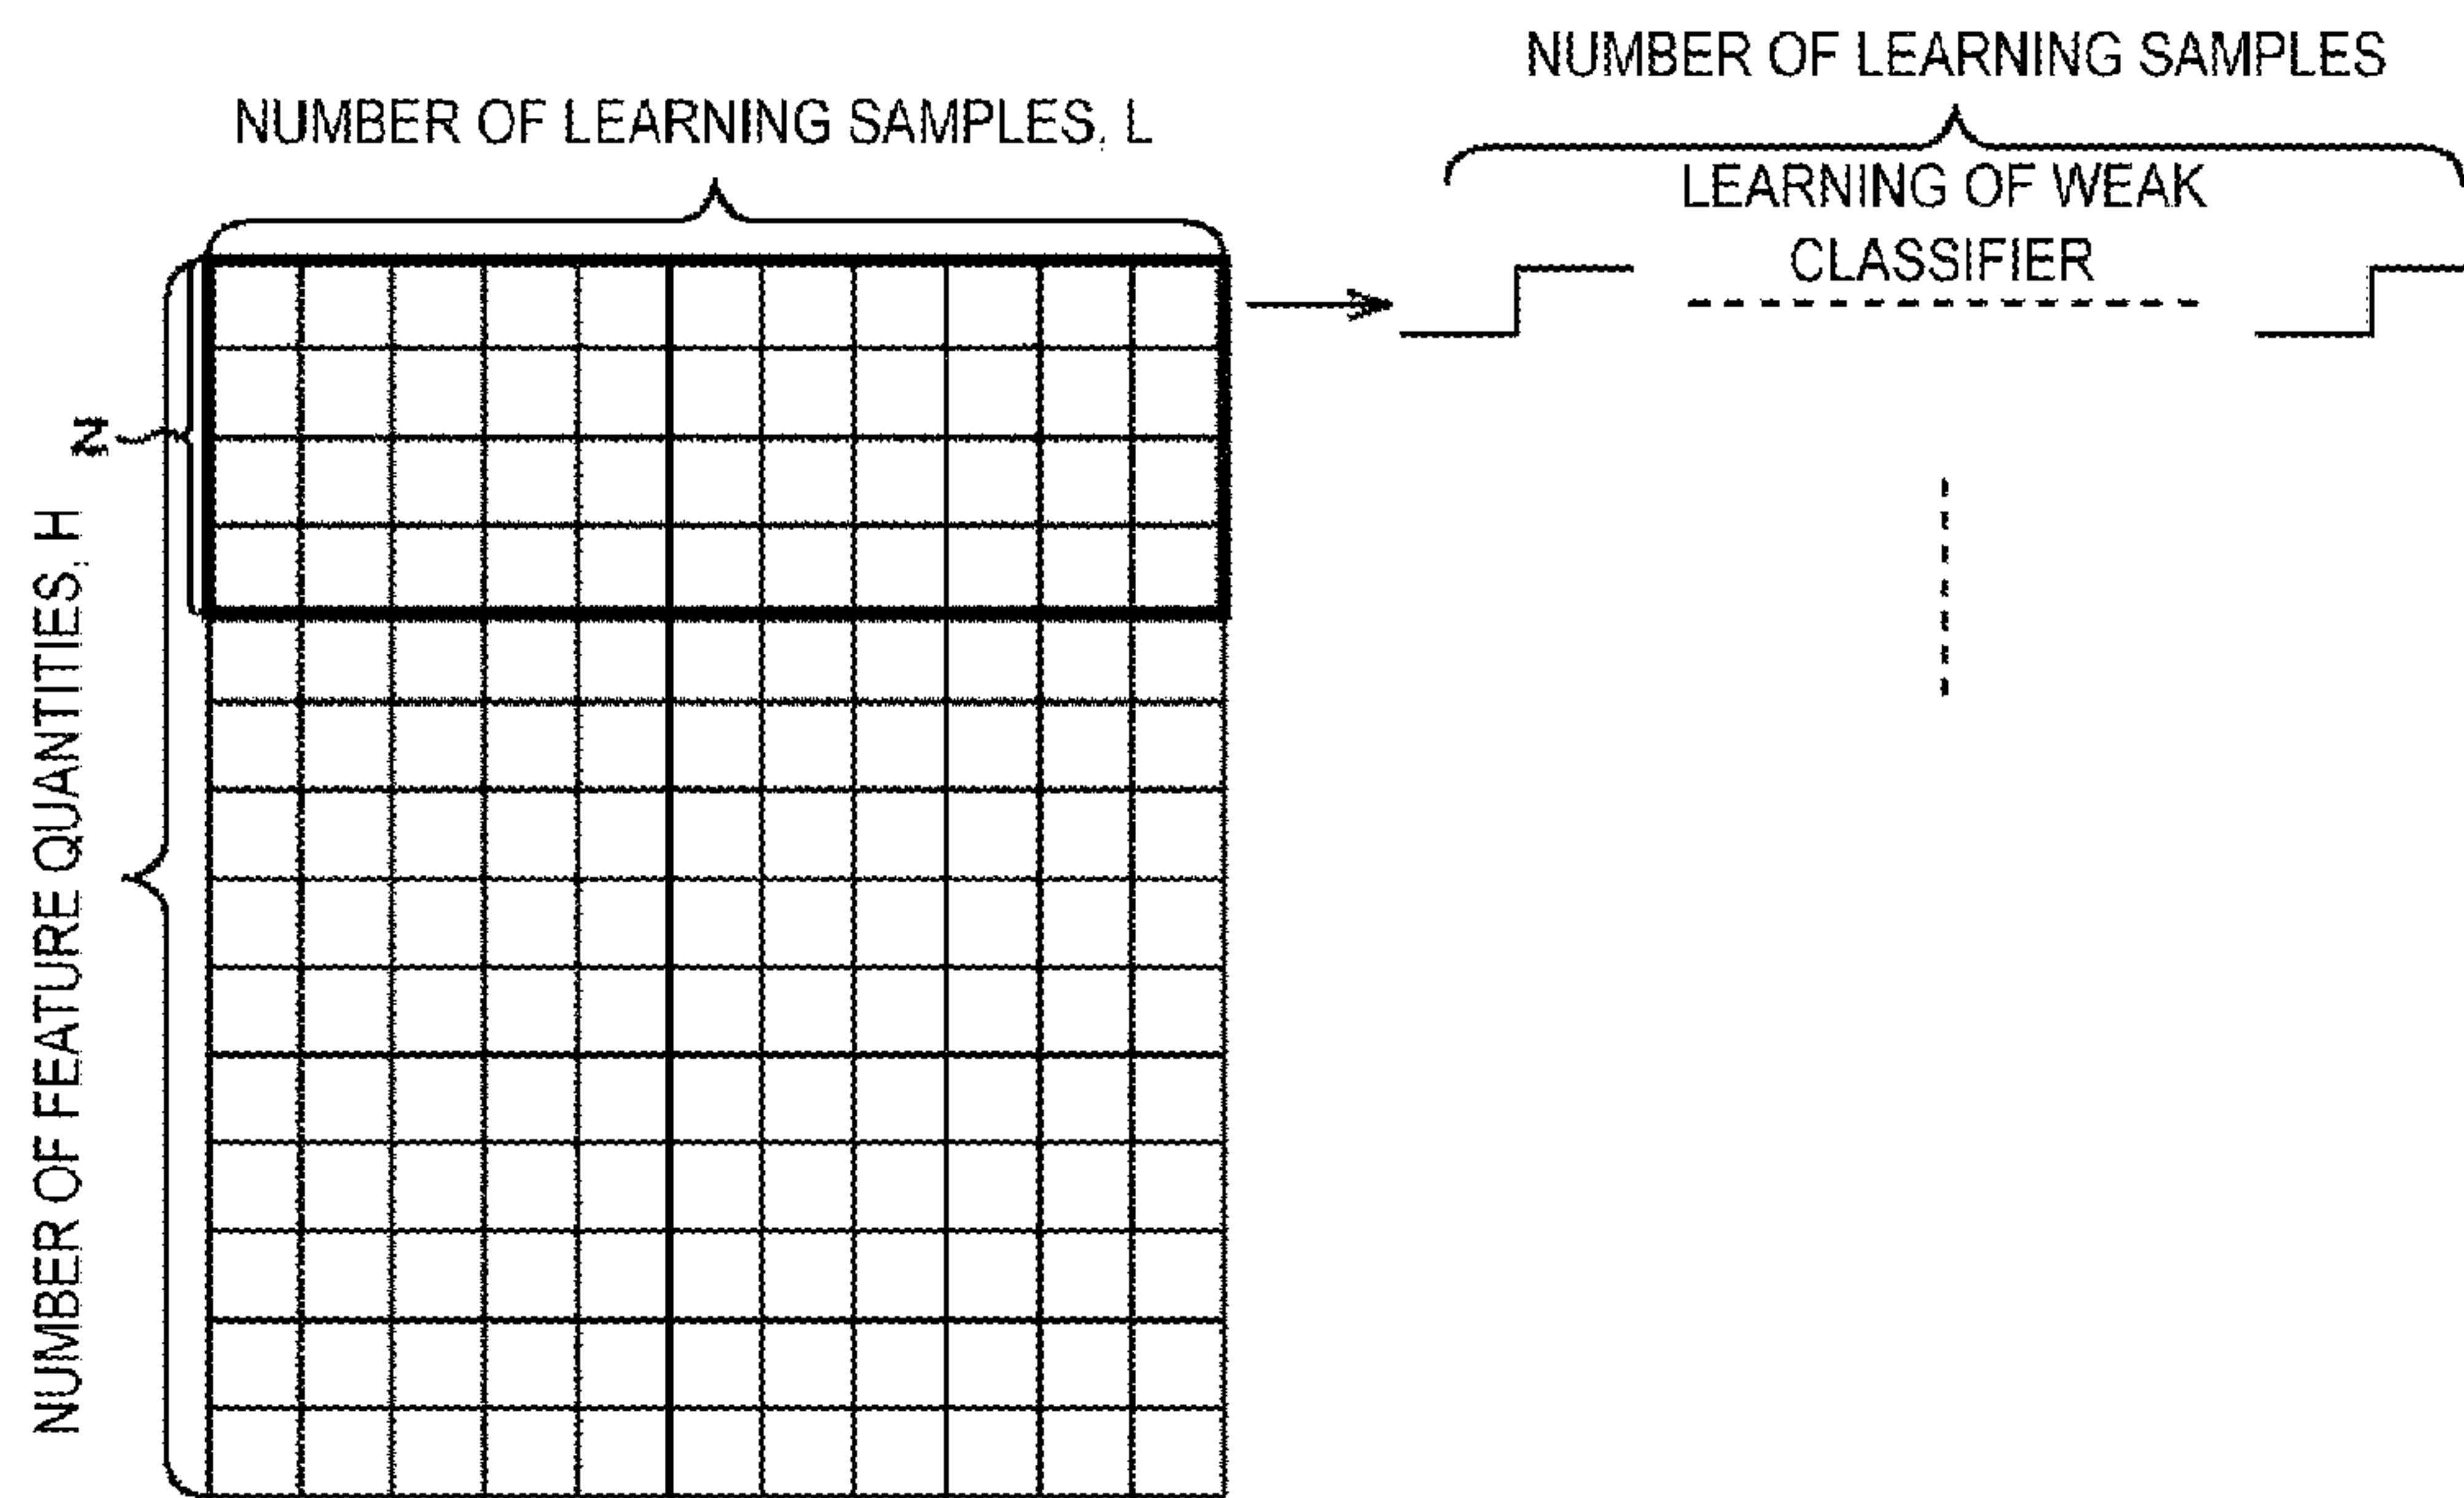 NUMBER OF LEARNING SAMPLES
NUMBER OF LEARNING SAMPLES, L
LEARNING OF WEAK
CLASSIFIER
N
NUMBER OF FEATURE QUANTITIES, H